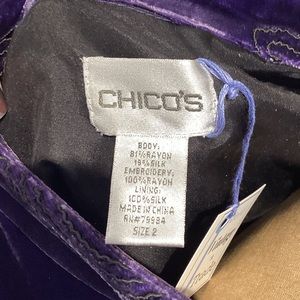 CHICO'S
BODY:
81%RAYON
19%SILK
EMBROIDERY:
100%RAYON
LINING:
100%SILK
MADE IN CHINA
RN#79984
SIZE 2